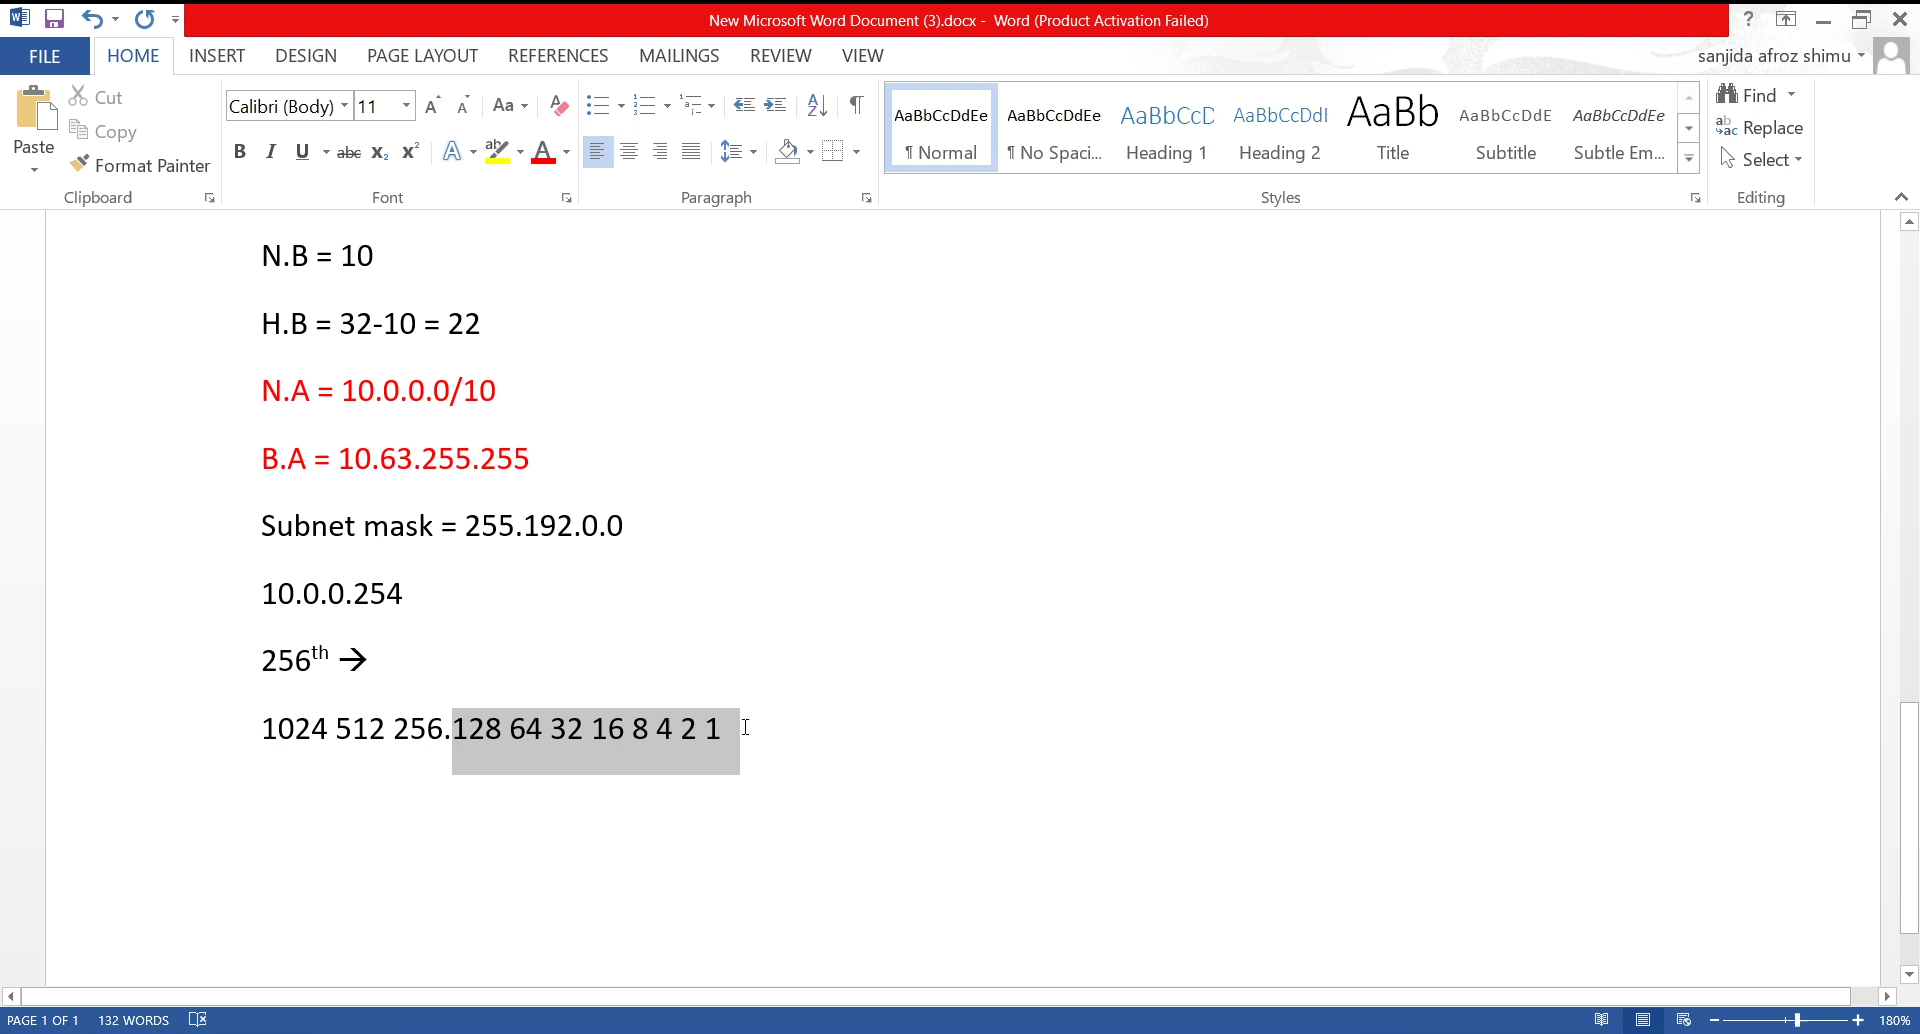 New Microsoft Word Document (3).docx - Word (Product Activation Failed)
?
FILE HOME INSERT DESIGN PAGE LAYOUT REFERENCES MAILINGS REVIEW VIEW
sanjida afroz shimu
Paste
Cut
Copy
Format Painter
Clipboard
Calibri (Body) 11
Font
Paragraph
AaBbCcDdEe AaBbCcDdEe AaBbCcD AaBbCcDdI AaBb AaBbCcDdE AaBbCcDdEe
¶ Normal ¶ No Spaci... Heading 1 Heading 2 Title Subtitle Subtle Em...
Styles
Find
Replace
Select
Editing
N.B = 10
H.B = 32-10 = 22
N.A = 10.0.0.0/10
B.A = 10.63.255.255
Subnet mask = 255.192.0.0
10.0.0.254
256th →
1024 512 256.128 64 32 16 8 4 2 1
PAGE 1 OF 1 132 WORDS
180%